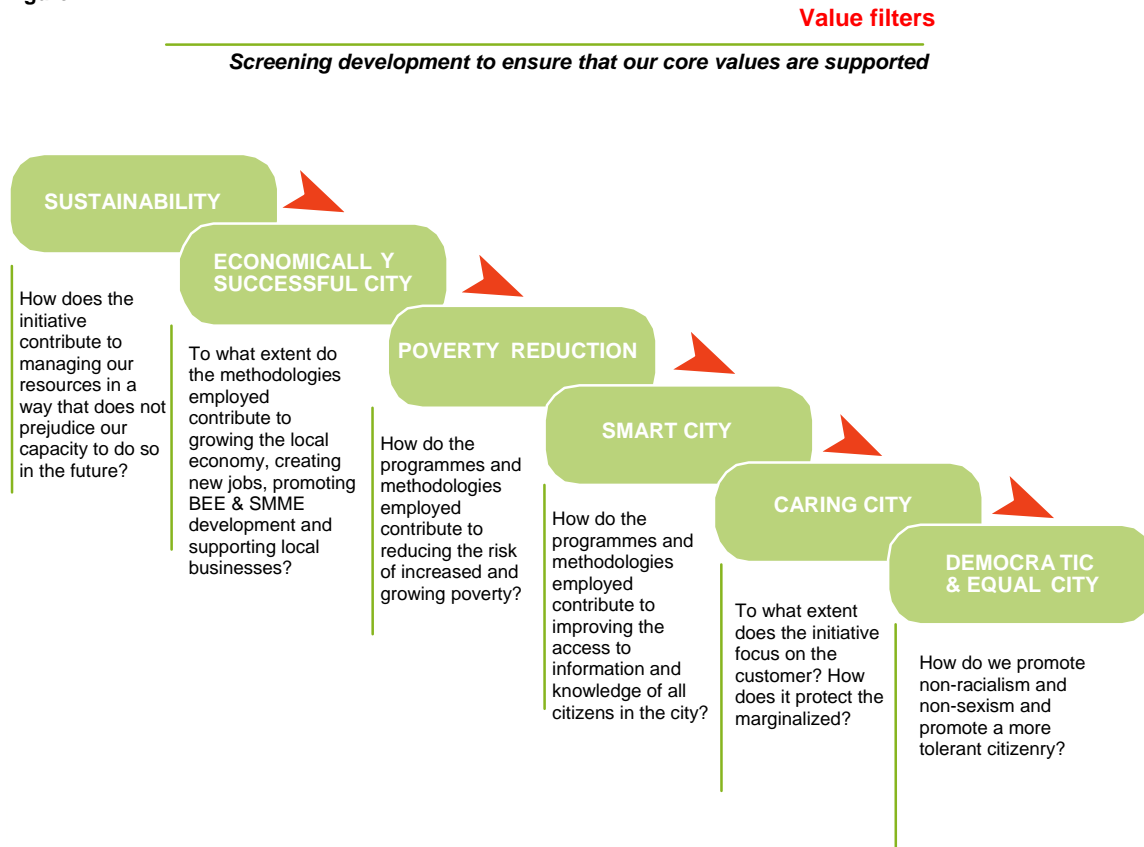 Value filters
Screening development to ensure that our core values are supported
SUSTAINABILITY
How does the
initiative
contribute to
managing our
resources in a
way that does not
prejudice our
capacity to do so
in the future?
ECONOMICALL Y
SUCCESSFUL CITY
To what extent do
the methodologies
employed
contribute to
growing the local
economy, creating
new jobs, promoting
BEE & SMME
development and
supporting local
businesses?
POVERTY REDUCTION
How do the
programmes and
methodologies
employed
contribute to
reducing the risk
of increased and
growing poverty?
SMART CITY
How do the
programmes and
methodologies
employed
contribute to
improving the
access to
information and
knowledge of all
citizens in the city?
CARING CITY
To what extent
does the initiative
focus on the
customer? How
does it protect the
marginalized?
DEMOCRA TIC
& EQUAL CITY
How do we promote
non-racialism and
non-sexism and
promote a more
tolerant citizenry?